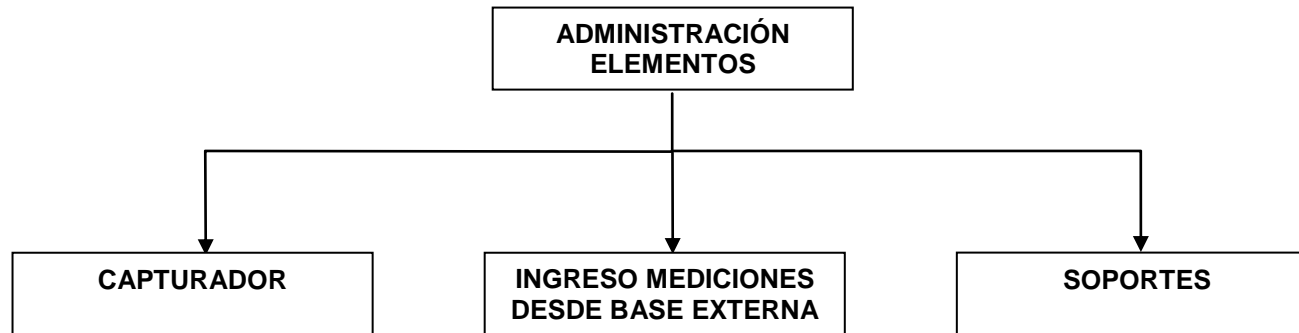 ADMINISTRACIÓN
ELEMENTOS
CAPTURADOR
INGRESO MEDICIONES
DESDE BASE EXTERNA
SOPORTES